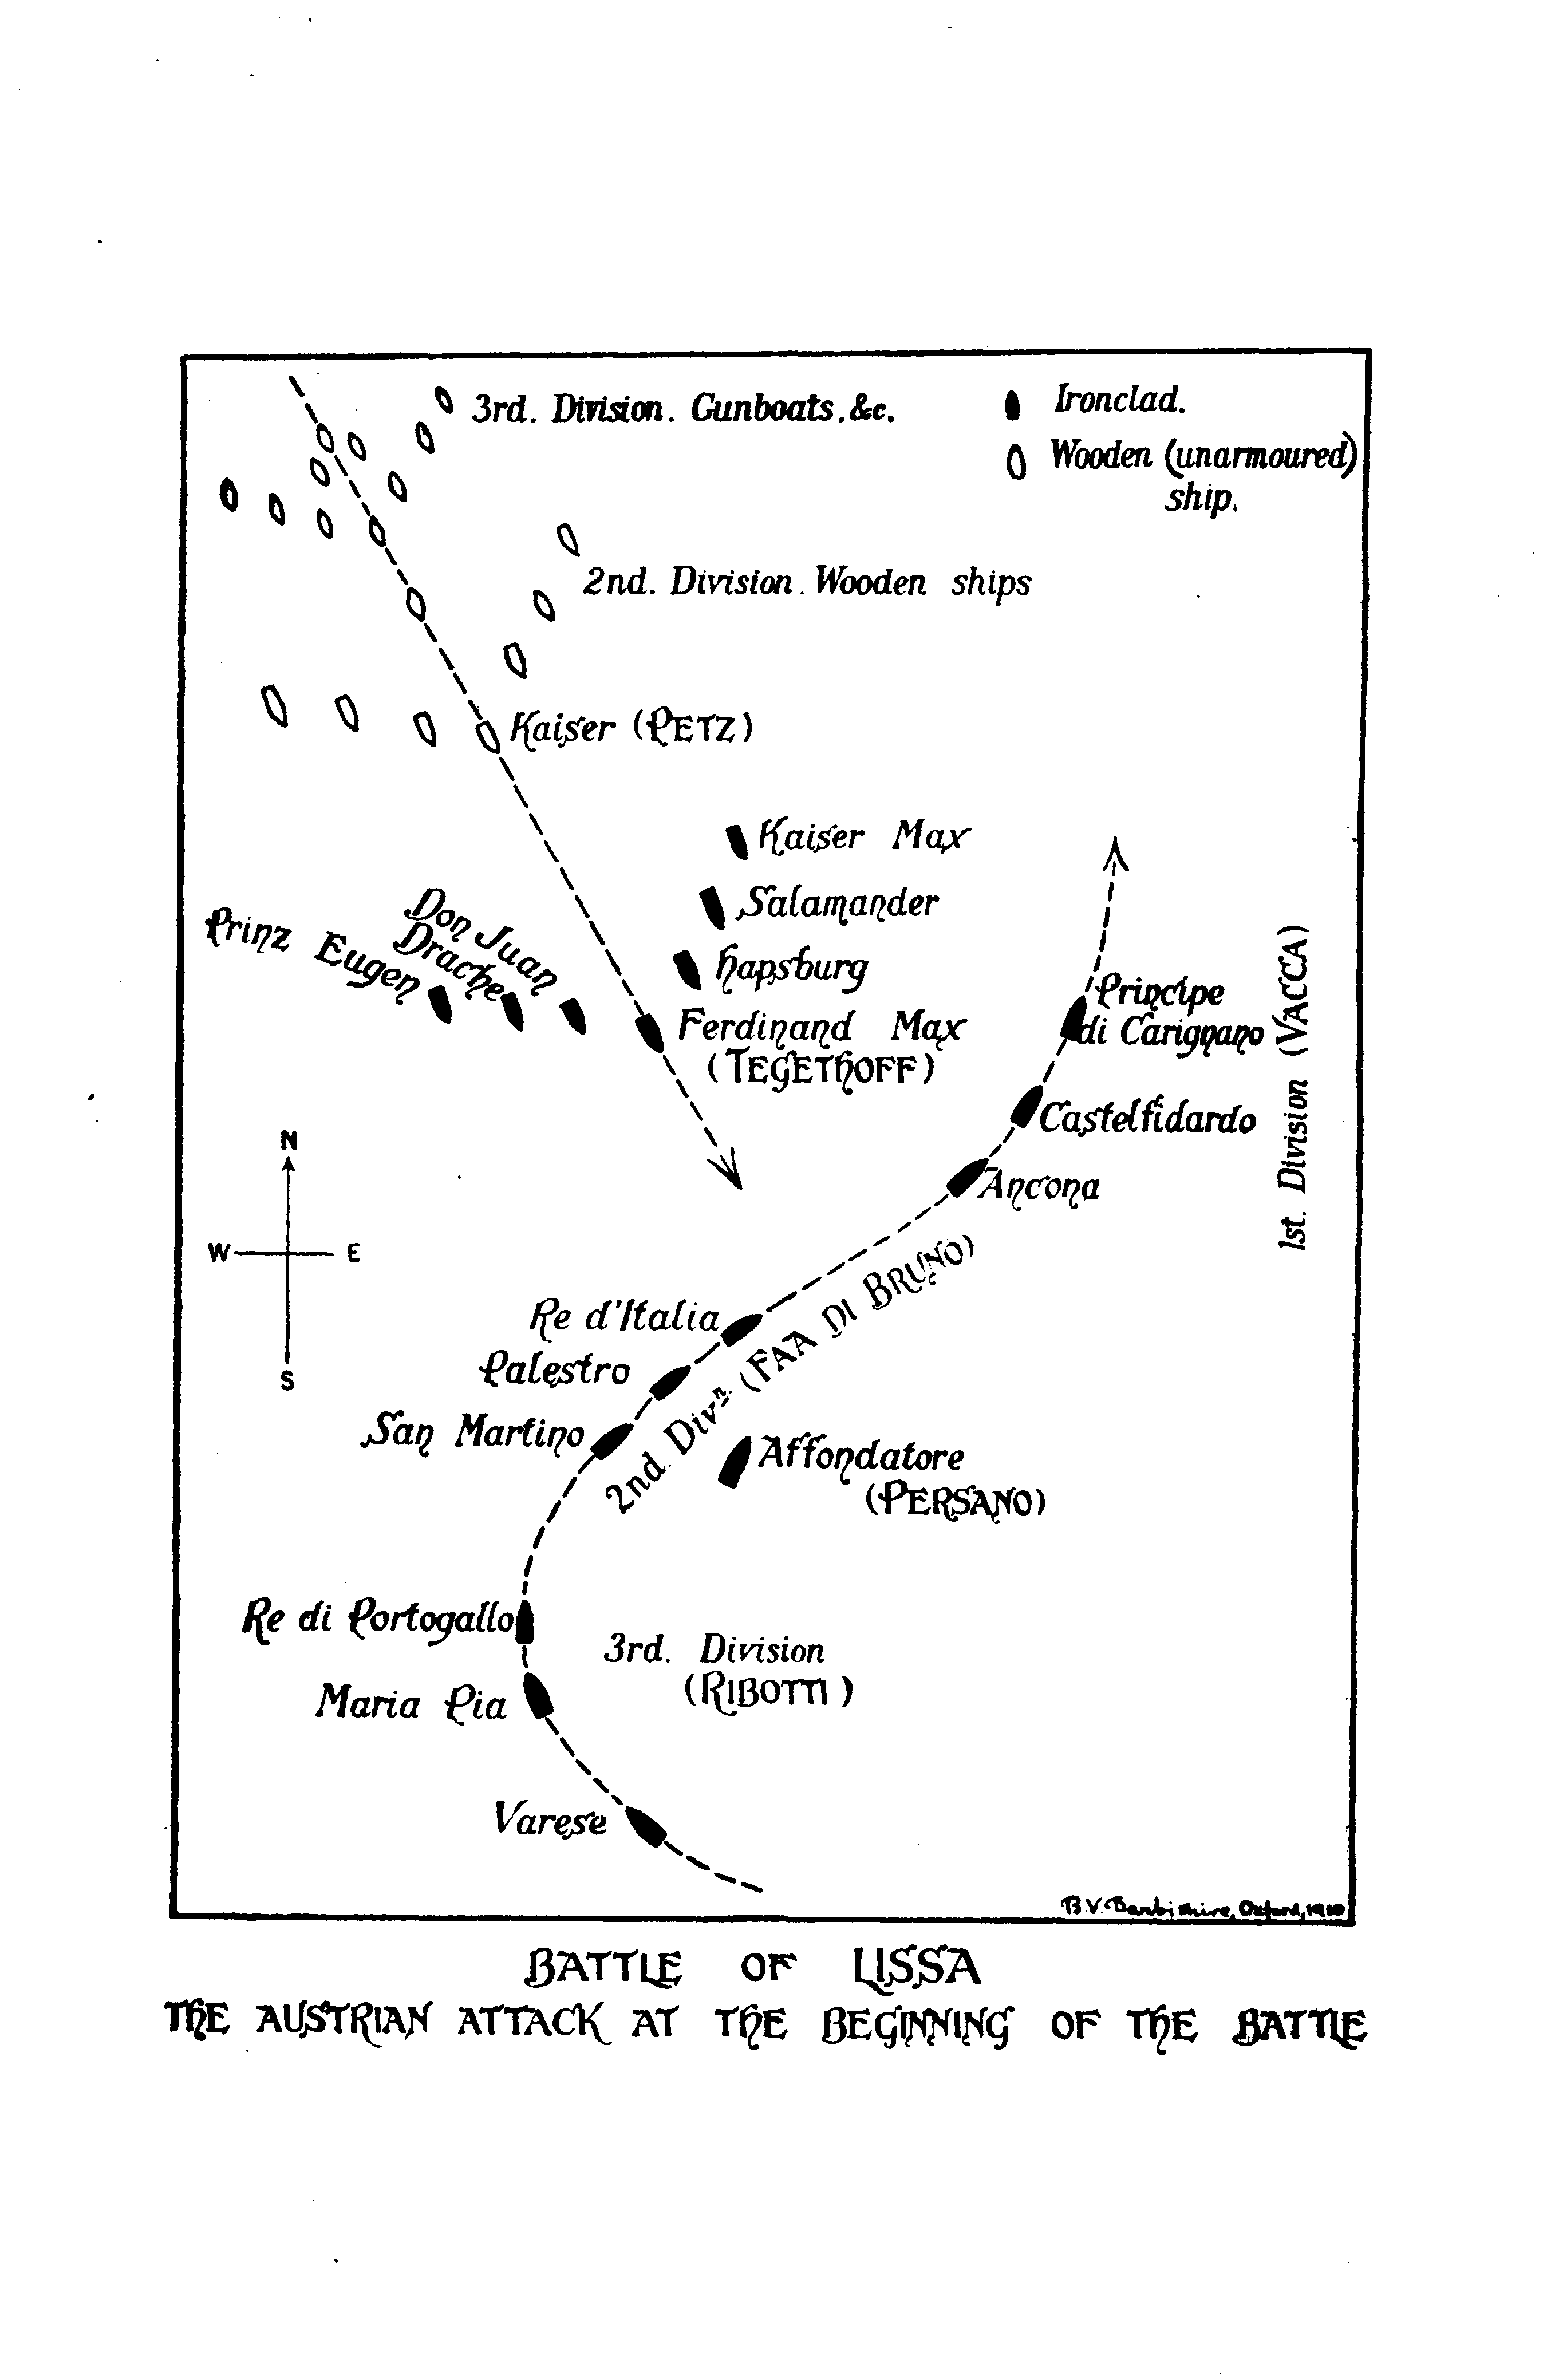 3rd. Division. Gunboats, &c.
Ironclad.
Wooden (unarmoured)
ship.
2nd. Division. Wooden ships
Kaiser (PETZ)
Kaiser Max
Salamander
Hapsburg
Don Juan
Drache
Prinz Eugen
Ferdinand Max
(TEGETHOFF)
Principe
di Carignano
Castelfidardo
Ancona
1st. Division (VACCA)
N
W
E
S
Re d'Italia
Palestro
San Martino
2nd. Divn. (FAA DI BRUNO)
Affondatore
(PERSANO)
Re di Portogallo
Maria Pia
3rd. Division
(RIBOTTI)
Varese
B.V. Darbishire, Oxford, 1910
BATTLE OF LISSA
THE AUSTRIAN ATTACK AT THE BEGINNING OF THE BATTLE